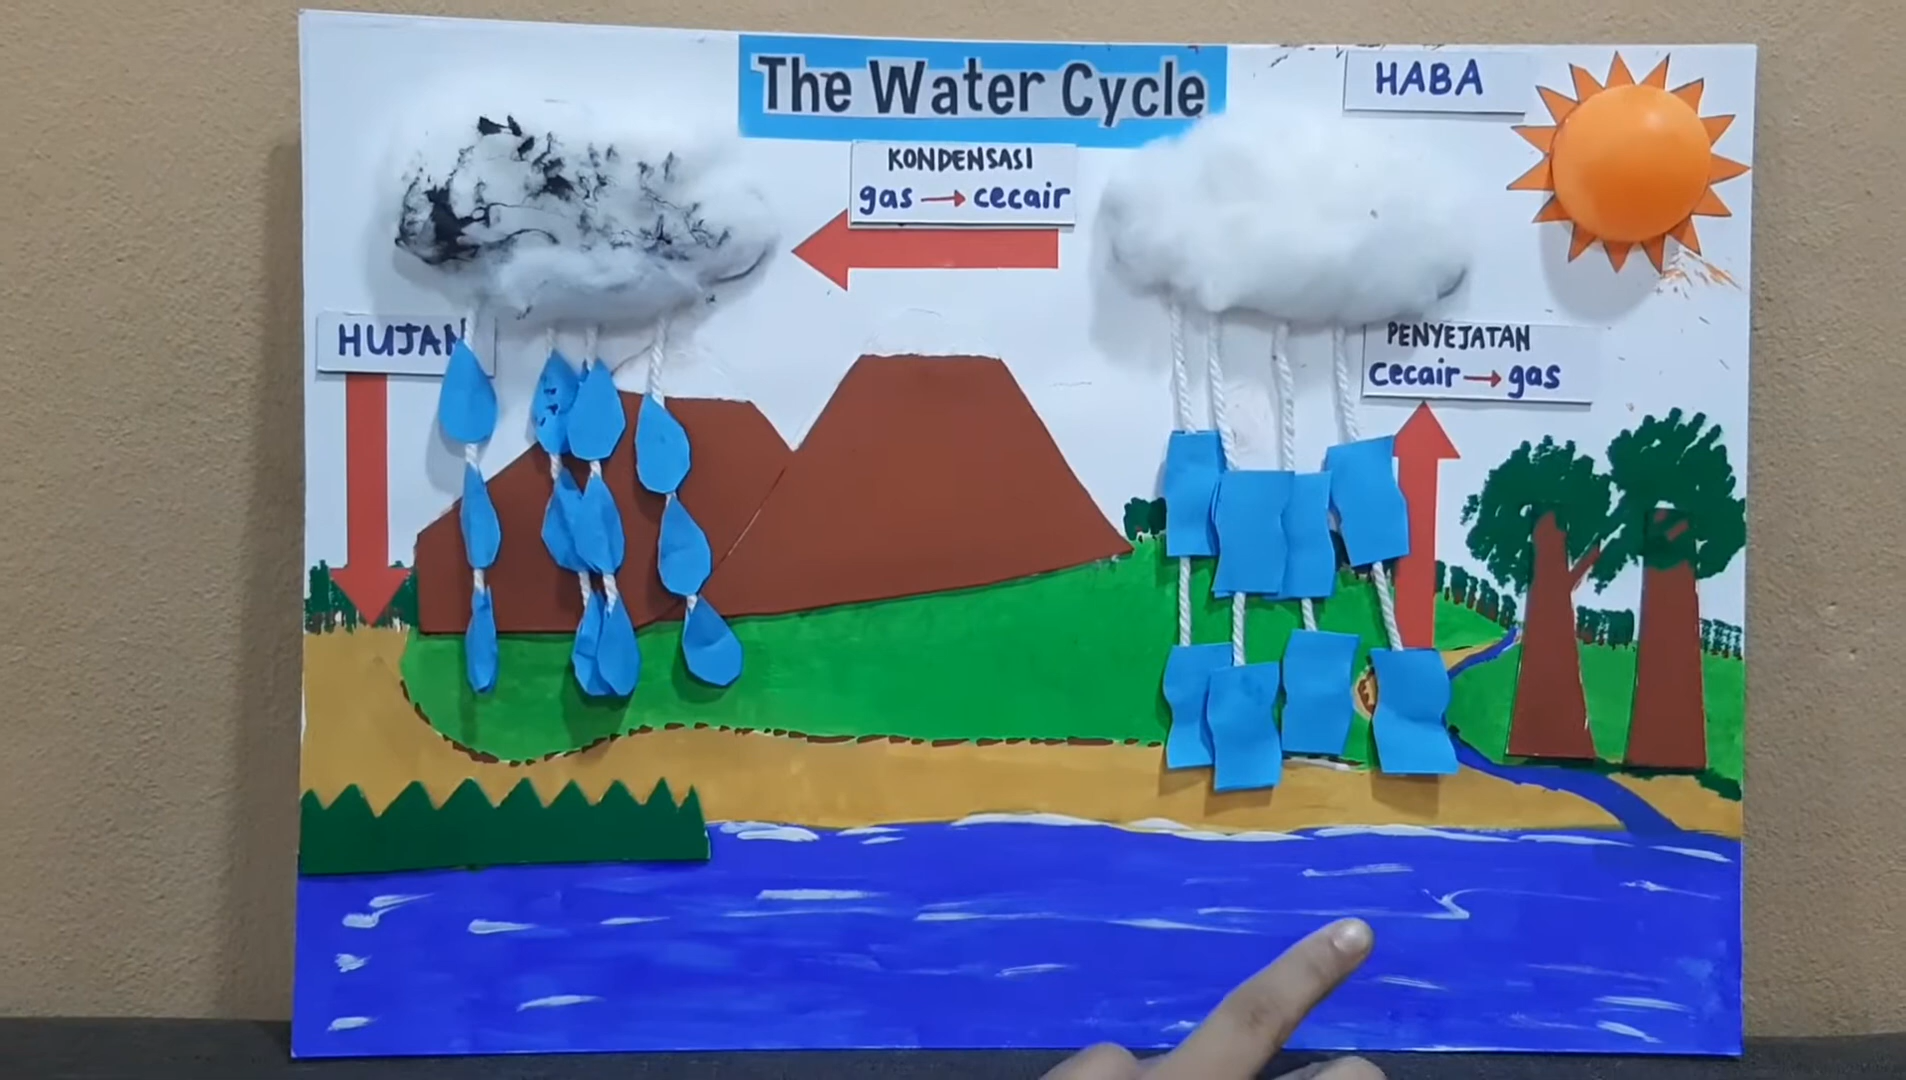 The Water Cycle
HABA
KONDENSASI
gas → cecair
HUJAN
PENYEJATAN
cecair → gas